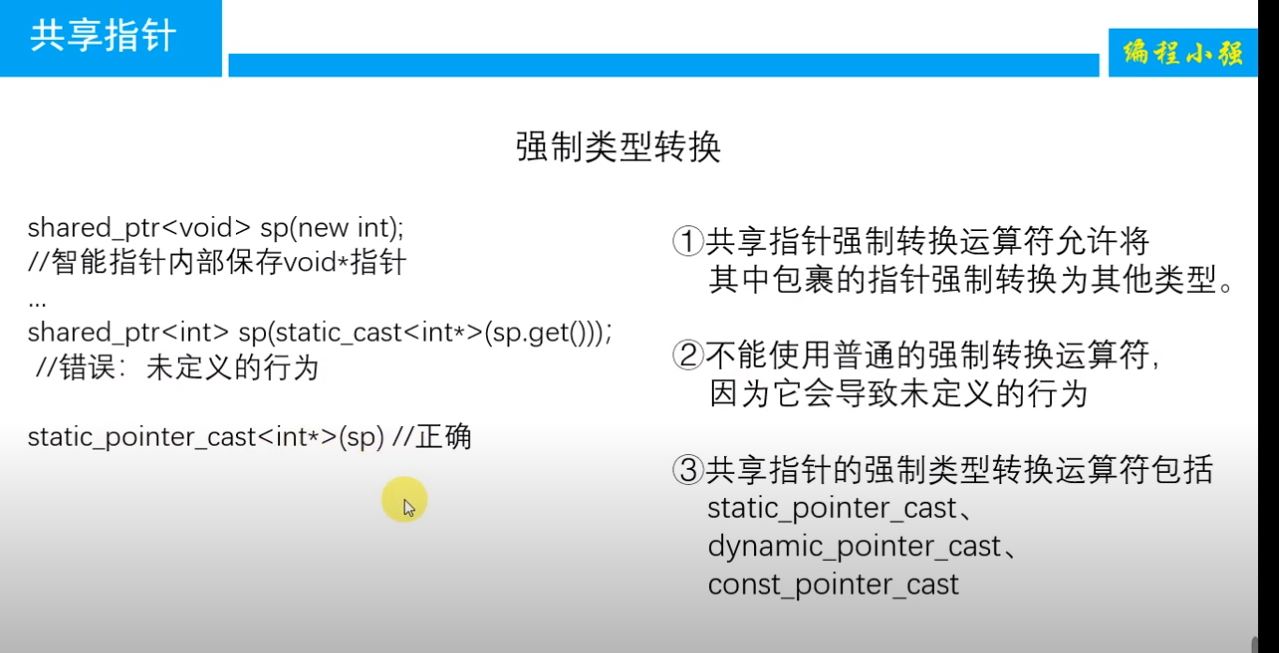 共享指针
编程小强
强制类型转换
shared_ptr<void> sp(new int);
//智能指针内部保存void*指针
...
shared_ptr<int> sp(static_cast<int*>(sp.get()));
//错误：未定义的行为
static_pointer_cast<int*>(sp) //正确
①共享指针强制转换运算符允许将
其中包裹的指针强制转换为其他类型。
②不能使用普通的强制转换运算符,
因为它会导致未定义的行为
③共享指针的强制类型转换运算符包括
static_pointer_cast、
dynamic_pointer_cast、
const_pointer_cast